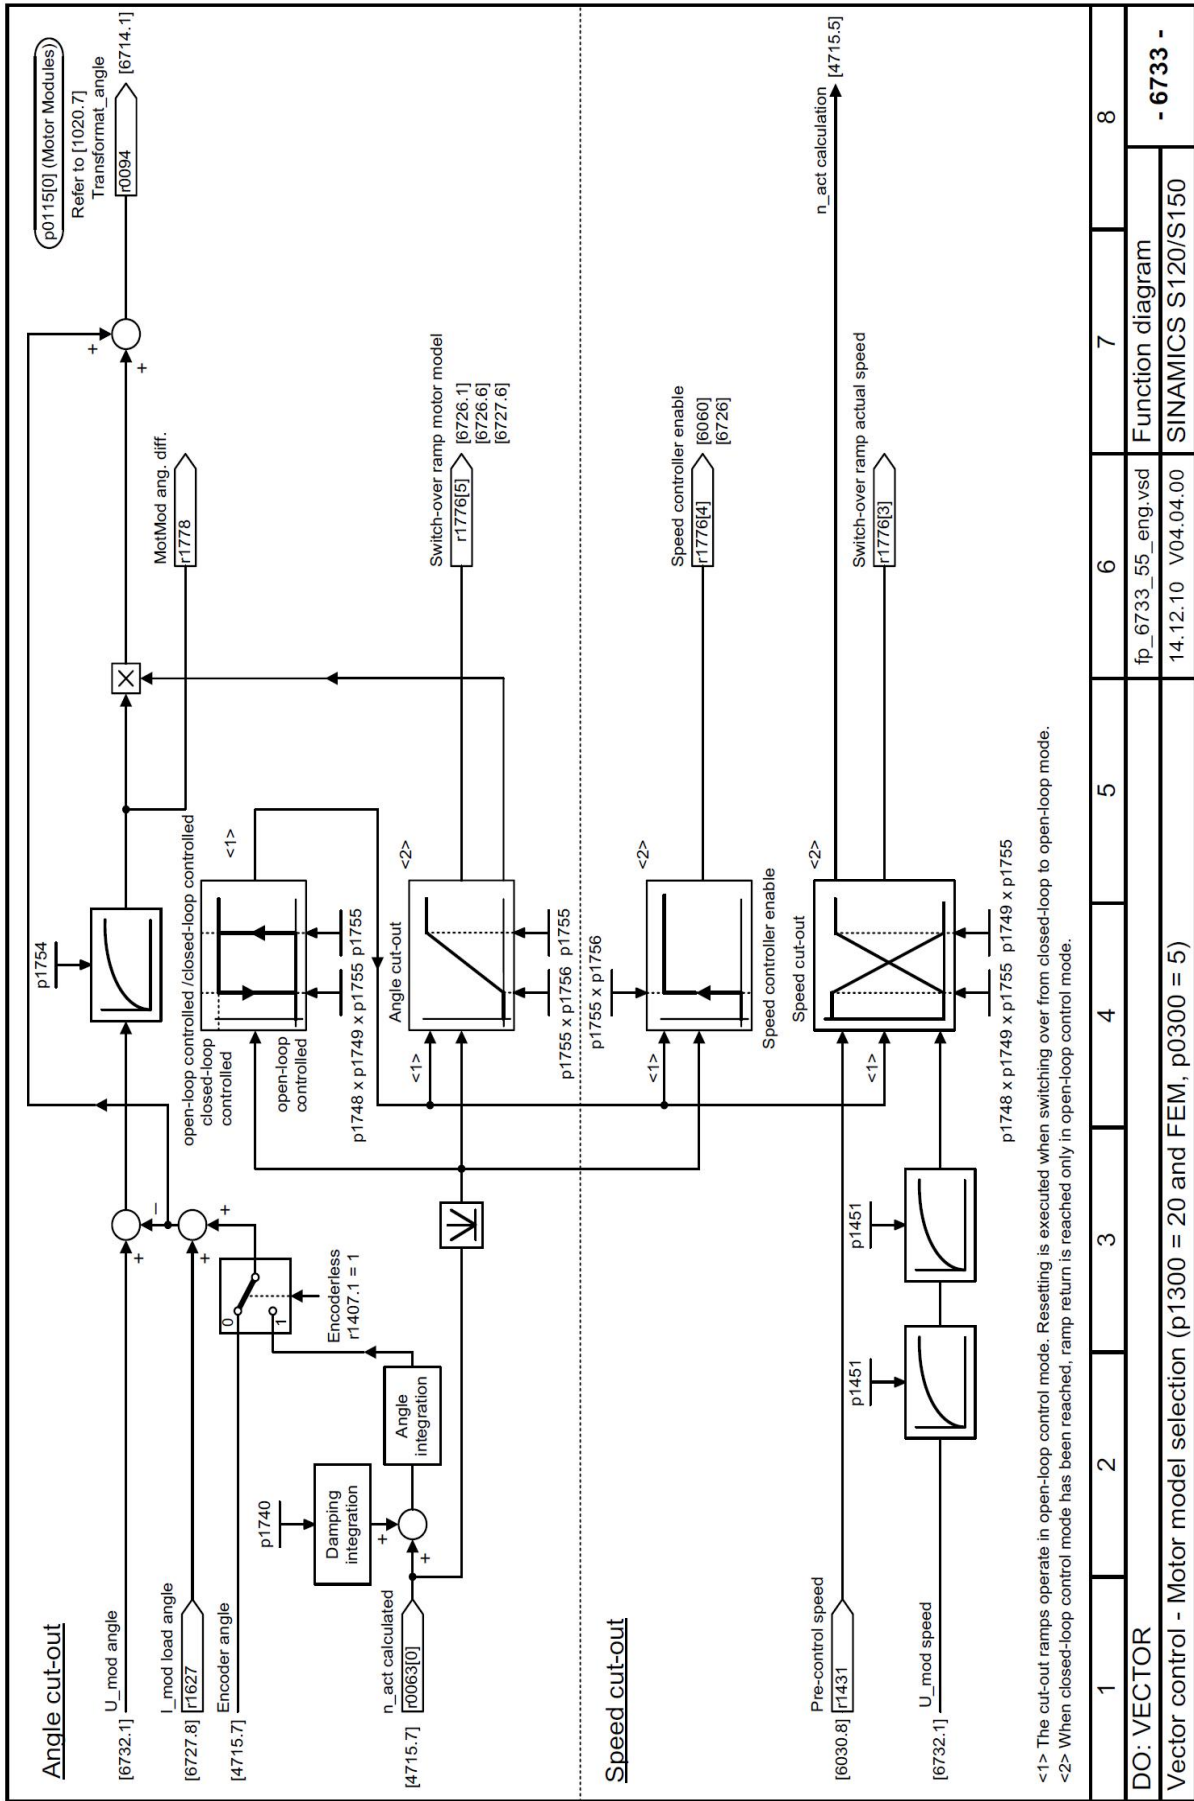 Angle cut-out
p0115[0] (Motor Modules)
Refer to [1020.7]
Transformat_angle
r0094
[6714.1]
[6732.1]
U_mod angle
I_mod load angle
[6727.8]
r1627
Encoder angle
[4715.7]
n_act calculated
[4715.7]
r0063[0]
p1740
Damping
integration
Angle
integration
+
+
0
1
Encoderless
r1407.1 = 1
+
–
+
+
p1754
open-loop controlled /closed-loop controlled
closed-loop
controlled
open-loop
controlled
<1>
p1748 x p1749 x p1755
p1755
Angle cut-out
<1>
<2>
p1755 x p1756
p1755
MotMod ang. diff.
r1778
+
+
Switch-over ramp motor model
r1776[5]
[6726.1]
[6726.6]
[6727.6]
Speed cut-out
p1755 x p1756
<1>
<2>
Speed controller enable
Speed controller enable
r1776[4]
[6060]
[6726]
Speed cut-out
<1>
<2>
p1748 x p1749 x p1755
p1749 x p1755
Pre-control speed
[6030.8]
r1431
U_mod speed
[6732.1]
p1451
p1451
n_act calculation
[4715.5]
Switch-over ramp actual speed
r1776[3]
<1> The cut-out ramps operate in open-loop control mode. Resetting is executed when switching over from closed-loop to open-loop mode.
<2> When closed-loop control mode has been reached, ramp return is reached only in open-loop control mode.
1
2
3
4
5
6
7
8
DO: VECTOR
fp_6733_55_eng.vsd
Function diagram
- 6733 -
Vector control - Motor model selection (p1300 = 20 and FEM, p0300 = 5)
14.12.10 V04.04.00
SINAMICS S120/S150